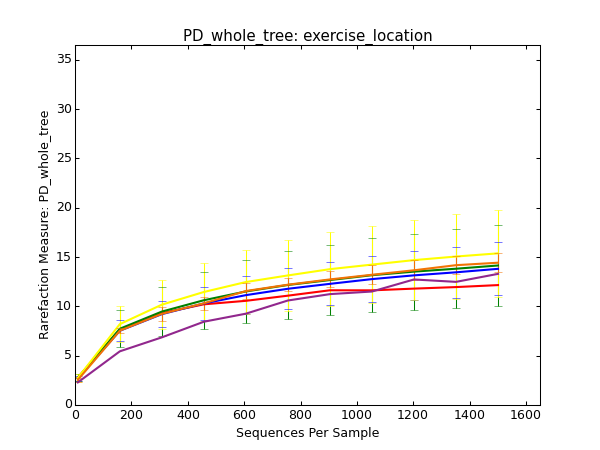 PD_whole_tree: exercise_location
Rarefaction Measure: PD_whole_tree
35
30
25
20
15
10
5
0
0 200 400 600 800 1000 1200 1400 1600
Sequences Per Sample